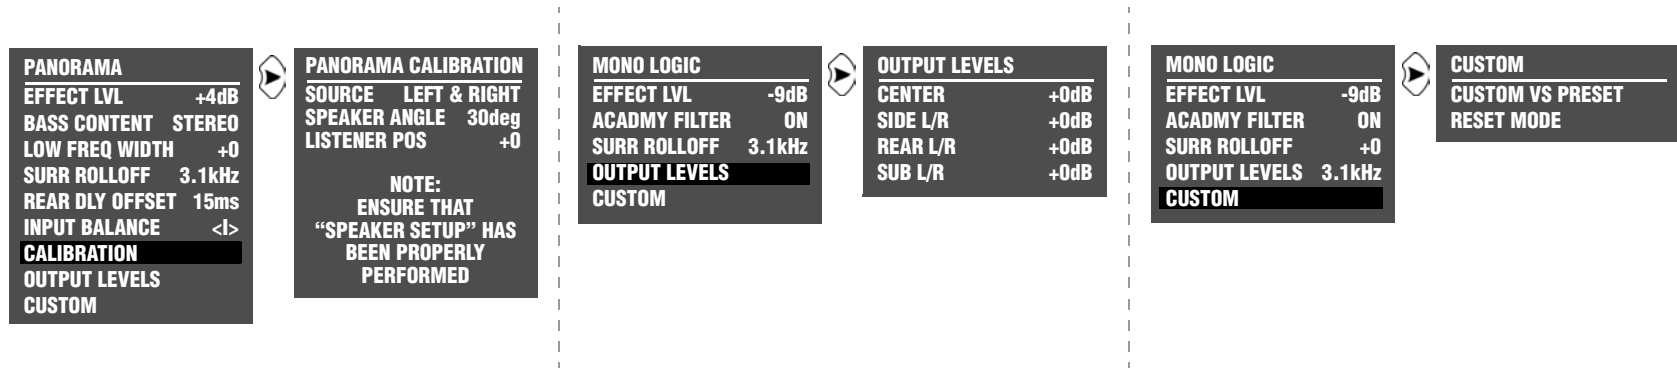 PANORAMA
EFFECT LVL +4dB
BASS CONTENT STEREO
LOW FREQ WIDTH +0
SURR ROLLOFF 3.1kHz
REAR DLY OFFSET 15ms
INPUT BALANCE <I>
CALIBRATION
OUTPUT LEVELS
CUSTOM
PANORAMA CALIBRATION
SOURCE LEFT & RIGHT
SPEAKER ANGLE 30deg
LISTENER POS +0
NOTE:
ENSURE THAT
“SPEAKER SETUP” HAS
BEEN PROPERLY
PERFORMED
MONO LOGIC
EFFECT LVL -9dB
ACADMY FILTER ON
SURR ROLLOFF 3.1kHz
OUTPUT LEVELS
CUSTOM
OUTPUT LEVELS
CENTER +0dB
SIDE L/R +0dB
REAR L/R +0dB
SUB L/R +0dB
MONO LOGIC
EFFECT LVL -9dB
ACADMY FILTER ON
SURR ROLLOFF +0
OUTPUT LEVELS 3.1kHz
CUSTOM
CUSTOM
CUSTOM VS PRESET
RESET MODE